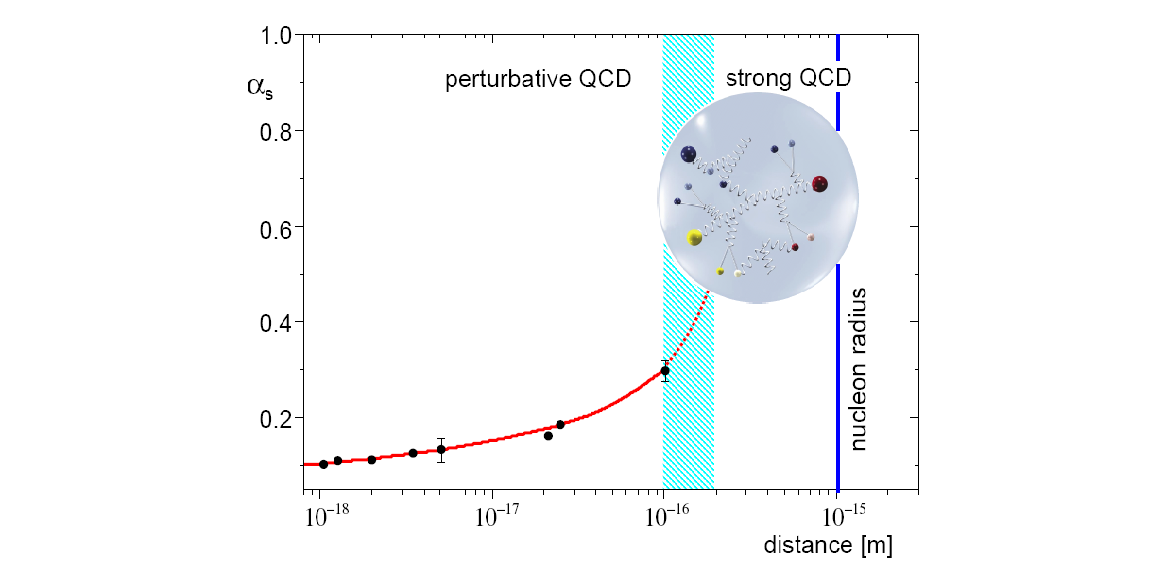 1.0
perturbative QCD
strong QCD
αs
0.8
0.6
0.4
0.2
nucleon radius
10⁻¹⁸
10⁻¹⁷
10⁻¹⁶
10⁻¹⁵
distance [m]